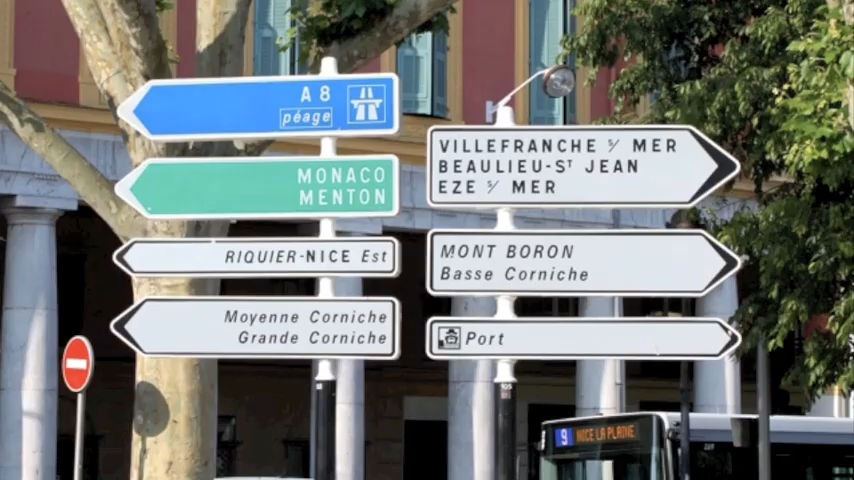 A 8
péage
MONACO
MENTON
RIQUIER-NICE Est
Moyenne Corniche
Grande Corniche
VILLEFRANCHE S/ MER
BEAULIEU-ST JEAN
EZE S/ MER
MONT BORON
Basse Corniche
Port
9 NICE LA PLAINE